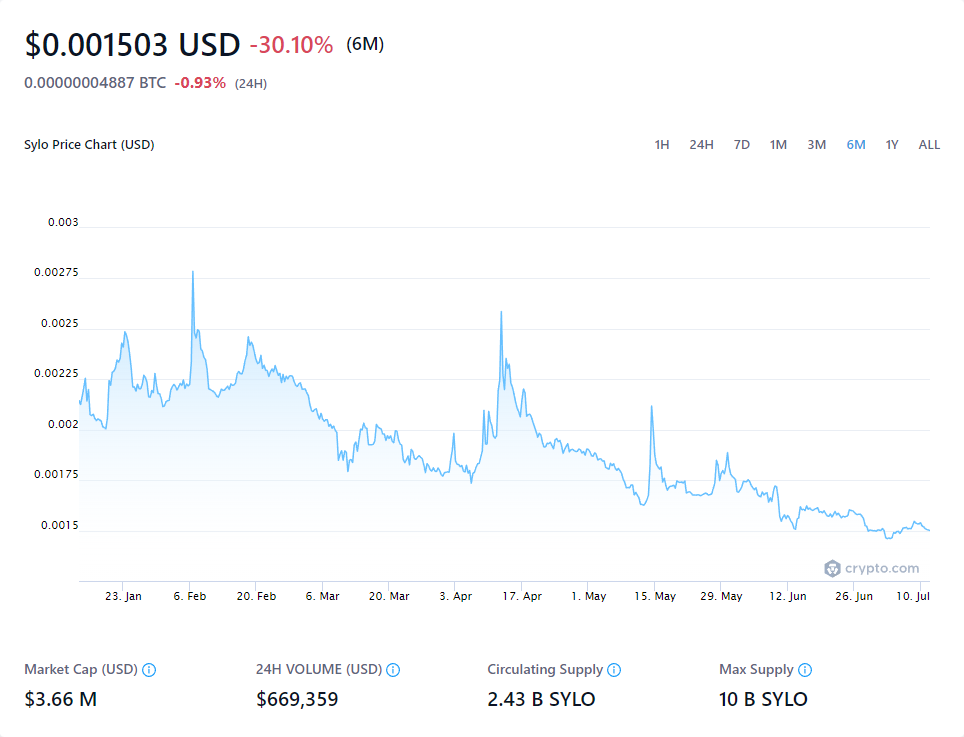 $0.001503 USD -30.10% (6M)
0.00000004887 BTC -0.93% (24H)
Sylo Price Chart (USD) 1H 24H 7D 1M 3M 6M 1Y ALL
0.003
0.00275
0.0025
0.00225
0.002
0.00175
0.0015
crypto.com
23. Jan 6. Feb 20. Feb 6. Mar 20. Mar 3. Apr 17. Apr 1. May 15. May 29. May 12. Jun 26. Jun 10. Jul
Market Cap (USD) 24H VOLUME (USD) Circulating Supply Max Supply
$3.66 M $669,359 2.43 B SYLO 10 B SYLO